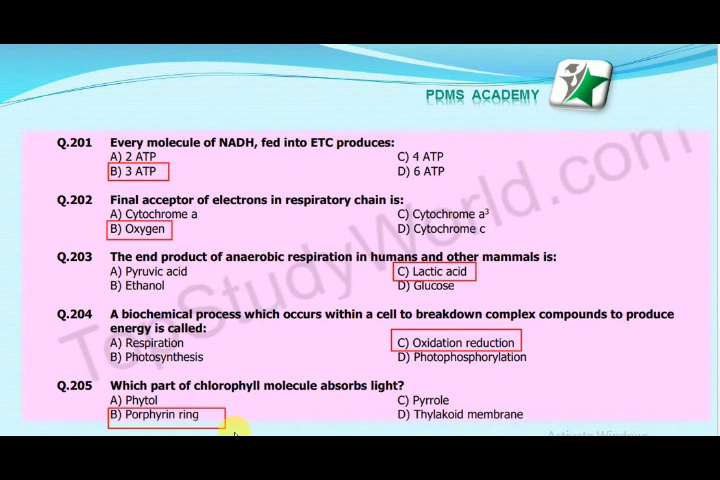 PDMS ACADEMY
Q.201 Every molecule of NADH, fed into ETC produces:
A) 2 ATP C) 4 ATP
B) 3 ATP D) 6 ATP
Q.202 Final acceptor of electrons in respiratory chain is:
A) Cytochrome a C) Cytochrome a³
B) Oxygen D) Cytochrome c
Q.203 The end product of anaerobic respiration in humans and other mammals is:
A) Pyruvic acid C) Lactic acid
B) Ethanol D) Glucose
Q.204 A biochemical process which occurs within a cell to breakdown complex compounds to produce
energy is called:
A) Respiration C) Oxidation reduction
B) Photosynthesis D) Photophosphorylation
Q.205 Which part of chlorophyll molecule absorbs light?
A) Phytol C) Pyrrole
B) Porphyrin ring D) Thylakoid membrane
TopStudyWorld.com
Activate Windows